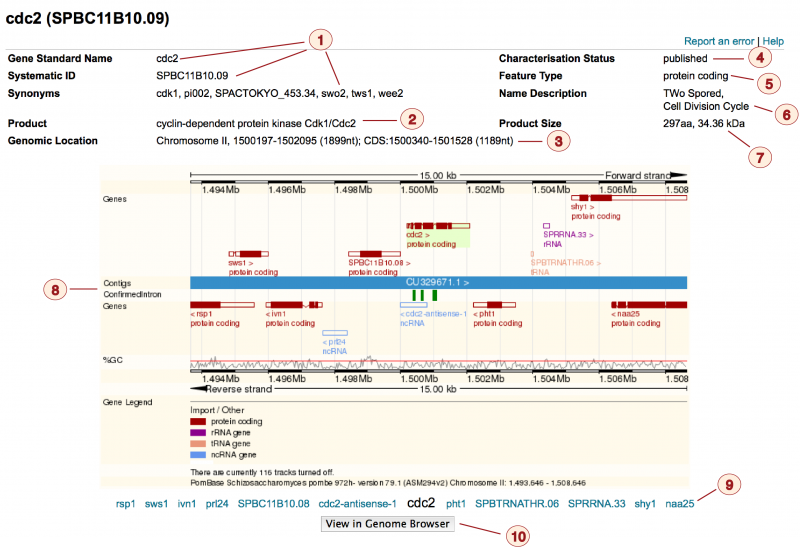 cdc2 (SPBC11B10.09)
Report an error | Help
1
Gene Standard Name cdc2 Characterisation Status published 4
Systematic ID SPBC11B10.09 Feature Type protein coding 5
Synonyms cdk1, pi002, SPACTOKYO_453.34, swo2, tws1, wee2 Name Description TWo Spored,
Cell Division Cycle 6
Product cyclin-dependent protein kinase Cdk1/Cdc2 2 Product Size 297aa, 34.36 kDa 7
Genomic Location Chromosome II, 1500197-1502095 (1899nt); CDS:1500340-1501528 (1189nt) 3
15.00 kb Forward strand
1.494Mb 1.496Mb 1.498Mb 1.500Mb 1.502Mb 1.504Mb 1.506Mb 1.508
Genes
shy1 >
protein coding
cdc2 > SPRRNA.33 >
protein coding rRNA
sws1 > SPBC11B10.08 > SPBTRNATHR.06 >
protein coding protein coding tRNA
8 Contigs CU329671.1 >
ConfirmedIntron
Genes
< rsp1 < ivn1 < cdc2-antisense-1 < pht1 < naa25
protein coding protein coding ncRNA protein coding protein coding
< prl24
ncRNA
%GC
1.494Mb 1.496Mb 1.498Mb 1.500Mb 1.502Mb 1.504Mb 1.506Mb 1.508
Reverse strand 15.00 kb
Gene Legend
Import / Other
protein coding
rRNA gene
tRNA gene
ncRNA gene
There are currently 116 tracks turned off.
PomBase Schizosaccharomyces pombe 972h- version 79.1 (ASM294v2) Chromosome II: 1,493,646 - 1,508,646
rsp1 sws1 ivn1 prl24 SPBC11B10.08 cdc2-antisense-1 cdc2 pht1 SPBTRNATHR.06 SPRRNA.33 shy1 naa25 9
View in Genome Browser 10